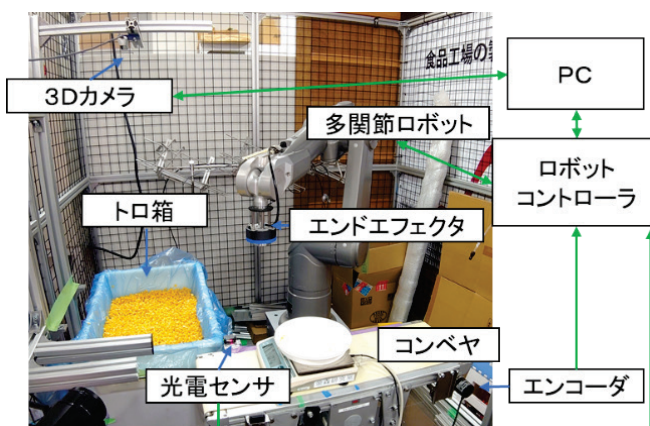 食品工場の
PC
3Dカメラ
多関節ロボット
ロボット
コントローラ
トロ箱
エンドエフェクタ
コンベヤ
光電センサ
エンコーダ